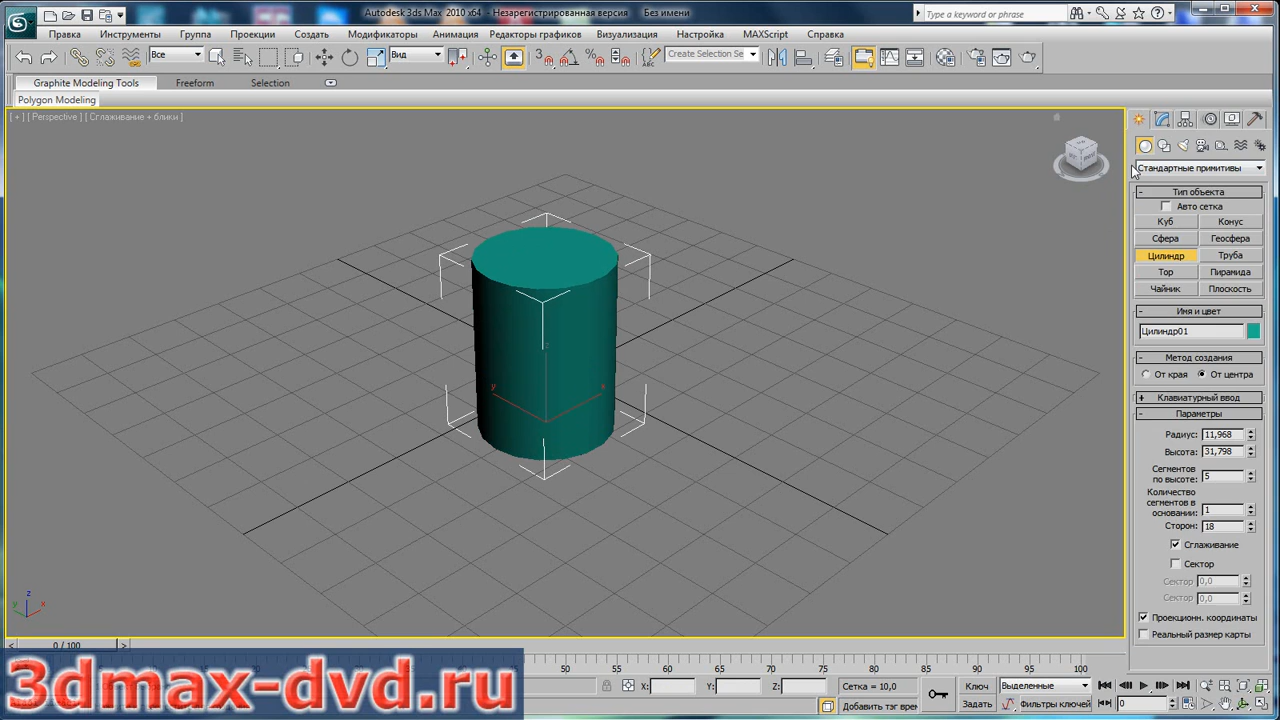 Autodesk 3ds Max 2010 x64 - Незарегистрированная версия Без имени
Type a keyword or phrase
Правка Инструменты Группа Проекции Создать Модификаторы Анимация Редакторы графиков Визуализация Настройка MAXScript Справка
Все Вид Create Selection Se
Graphite Modeling Tools Freeform Selection
Polygon Modeling
[ + ] [ Perspective ] [ Сглаживание + блики ]
Стандартные примитивы
- Тип объекта
Авто сетка
Куб Конус
Сфера Геосфера
Цилиндр Труба
Тор Пирамида
Чайник Плоскость
- Имя и цвет
Цилиндр01
- Метод создания
От края От центра
+ Клавиатурный ввод
- Параметры
Радиус: 11,968
Высота: 31,798
Сегментов
по высоте: 5
Количество
сегментов в
основании: 1
Сторон: 18
Сглаживание
Сектор
Сектор 0,0
Сектор 0,0
Проекционн. координаты
Реальный размер карты
z
y x
z
y x
< 0 / 100 >
50 55 60 65 70 75 80 85 90 95 100
3dmax-dvd.ru
X: Y: Z: Сетка = 10,0 Ключ Выделенные
Добавить тэг врем Задать Фильтры ключей 0